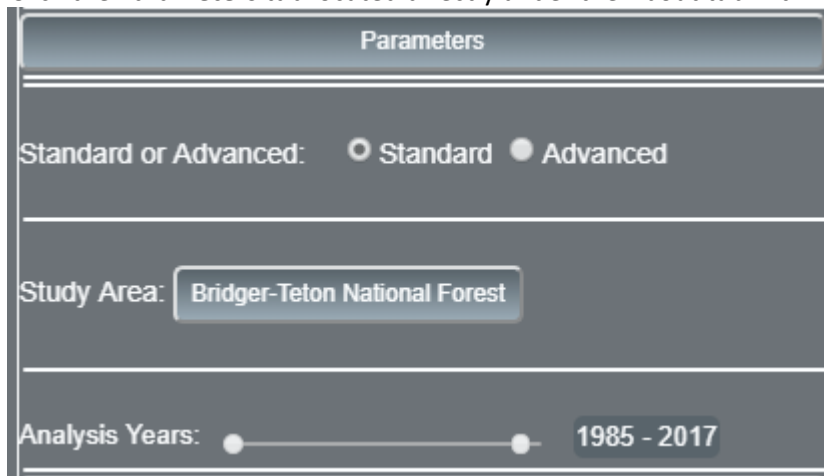 Parameters
Standard or Advanced: Standard Advanced
Study Area: Bridger-Teton National Forest
Analysis Years: 1985 - 2017